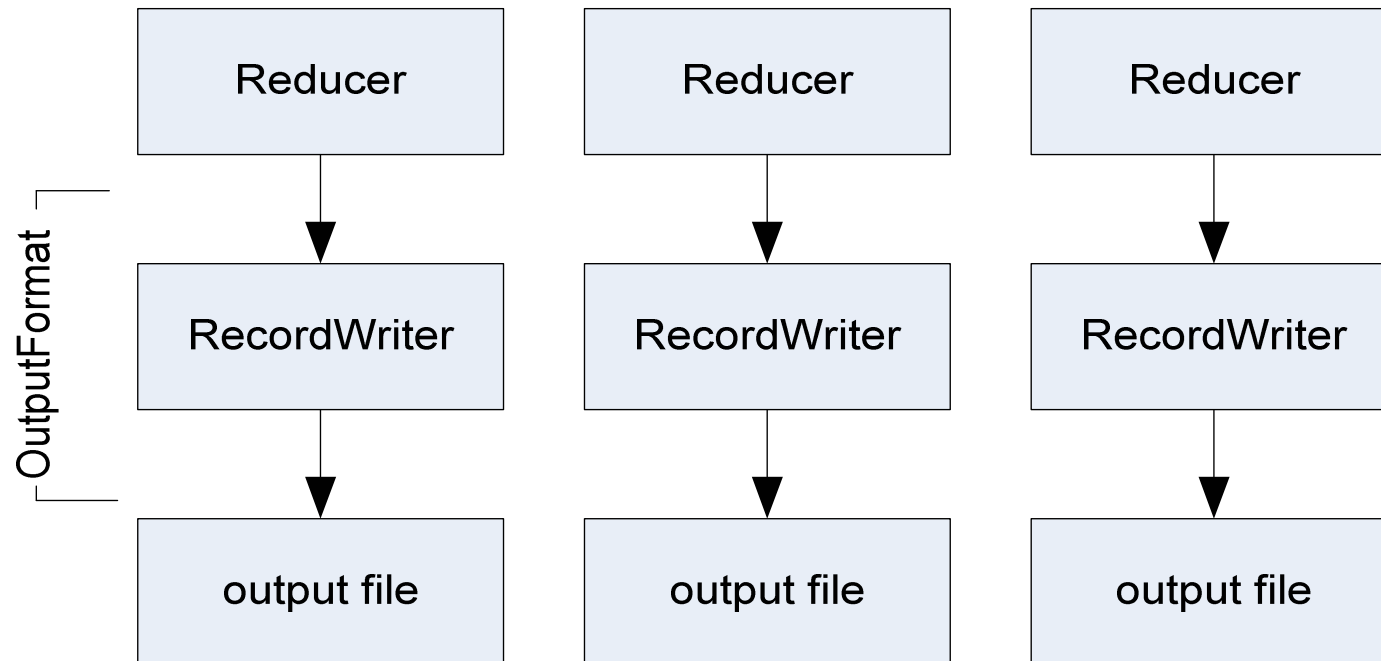 Reducer
Reducer
Reducer
OutputFormat
RecordWriter
RecordWriter
RecordWriter
output file
output file
output file